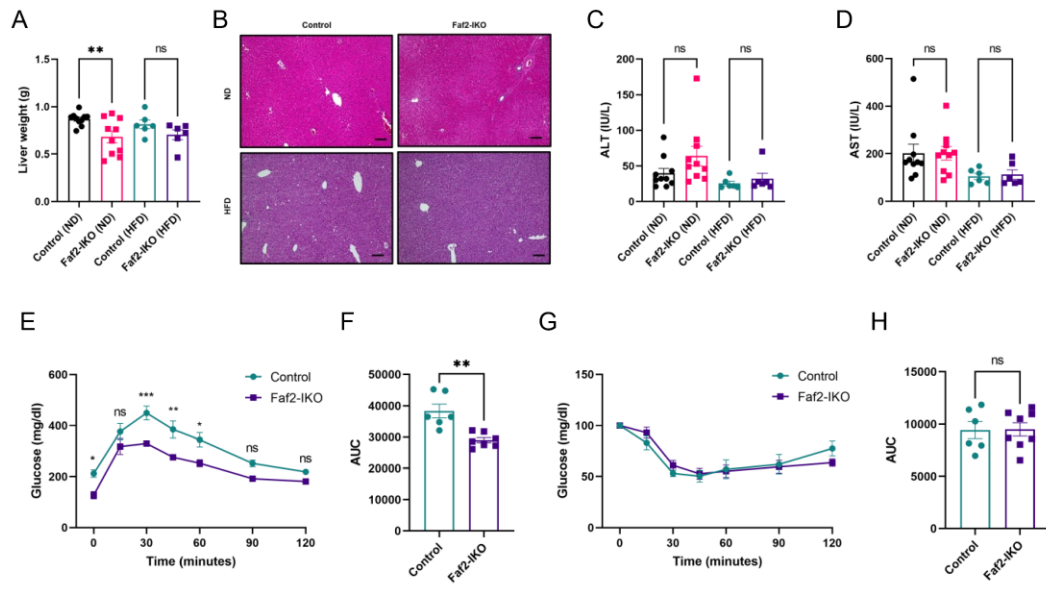 A
B
C
D
Control
Faf2-IKO
ND
HFD
Liver weight (g)
1.5
1.0
0.5
0.0
**
ns
Control (ND)
Faf2-IKO (ND)
Control (HFD)
Faf2-IKO (HFD)
ALT (IU/L)
200
150
100
50
0
ns
ns
Control (ND)
Faf2-IKO (ND)
Control (HFD)
Faf2-IKO (HFD)
AST (IU/L)
600
400
200
0
ns
ns
Control (ND)
Faf2-IKO (ND)
Control (HFD)
Faf2-IKO (HFD)
E
F
G
H
Glucose (mg/dl)
600
400
200
0
*
ns
***
**
*
ns
ns
Control
Faf2-IKO
0
30
60
90
120
Time (minutes)
AUC
50000
40000
30000
20000
10000
0
**
Control
Faf2-IKO
Glucose (mg/dl)
150
100
50
0
Control
Faf2-IKO
0
30
60
90
120
Time (minutes)
AUC
15000
10000
5000
0
ns
Control
Faf2-IKO